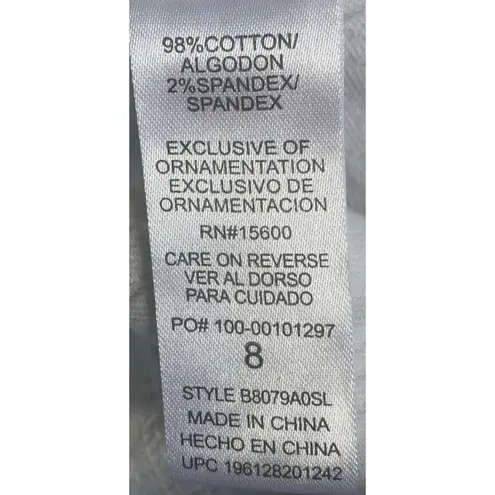 98%COTTON/
ALGODON
2%SPANDEX/
SPANDEX
EXCLUSIVE OF
ORNAMENTATION
EXCLUSIVO DE
ORNAMENTACION
RN#15600
CARE ON REVERSE
VER AL DORSO
PARA CUIDADO
PO# 100-00101297
8
STYLE B8079A0SL
MADE IN CHINA
HECHO EN CHINA
UPC 196128201242